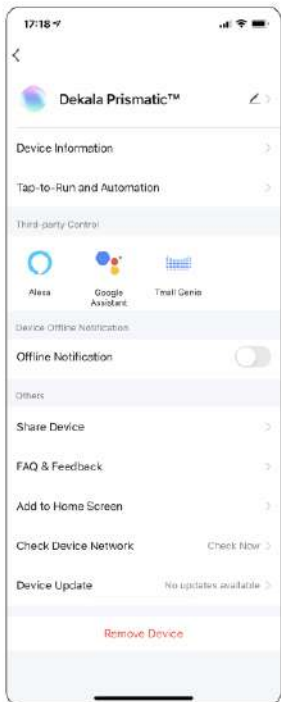 17:18
Dekala Prismatic™
Device Information
Tap-to-Run and Automation
Third-party Control
Alexa
Google
Assistant
Tmall Genie
Device Offline Notification
Offline Notification
Others
Share Device
FAQ & Feedback
Add to Home Screen
Check Device Network Check Now
Device Update No updates available
Remove Device